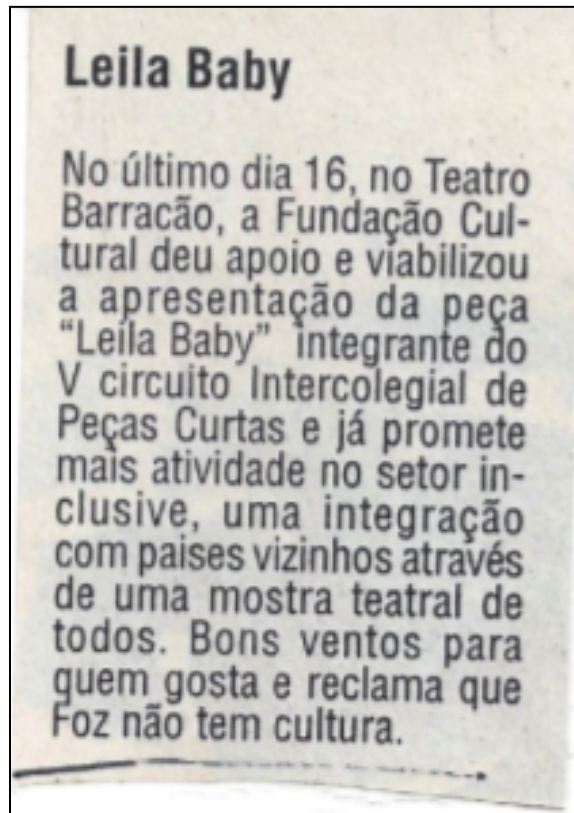 Leila Baby
No último dia 16, no Teatro
Barracão, a Fundação Cul-
tural deu apoio e viabilizou
a apresentação da peça
“Leila Baby” integrante do
V circuito Intercolegial de
Peças Curtas e já promete
mais atividade no setor in-
clusive, uma integração
com paises vizinhos através
de uma mostra teatral de
todos. Bons ventos para
quem gosta e reclama que
Foz não tem cultura.